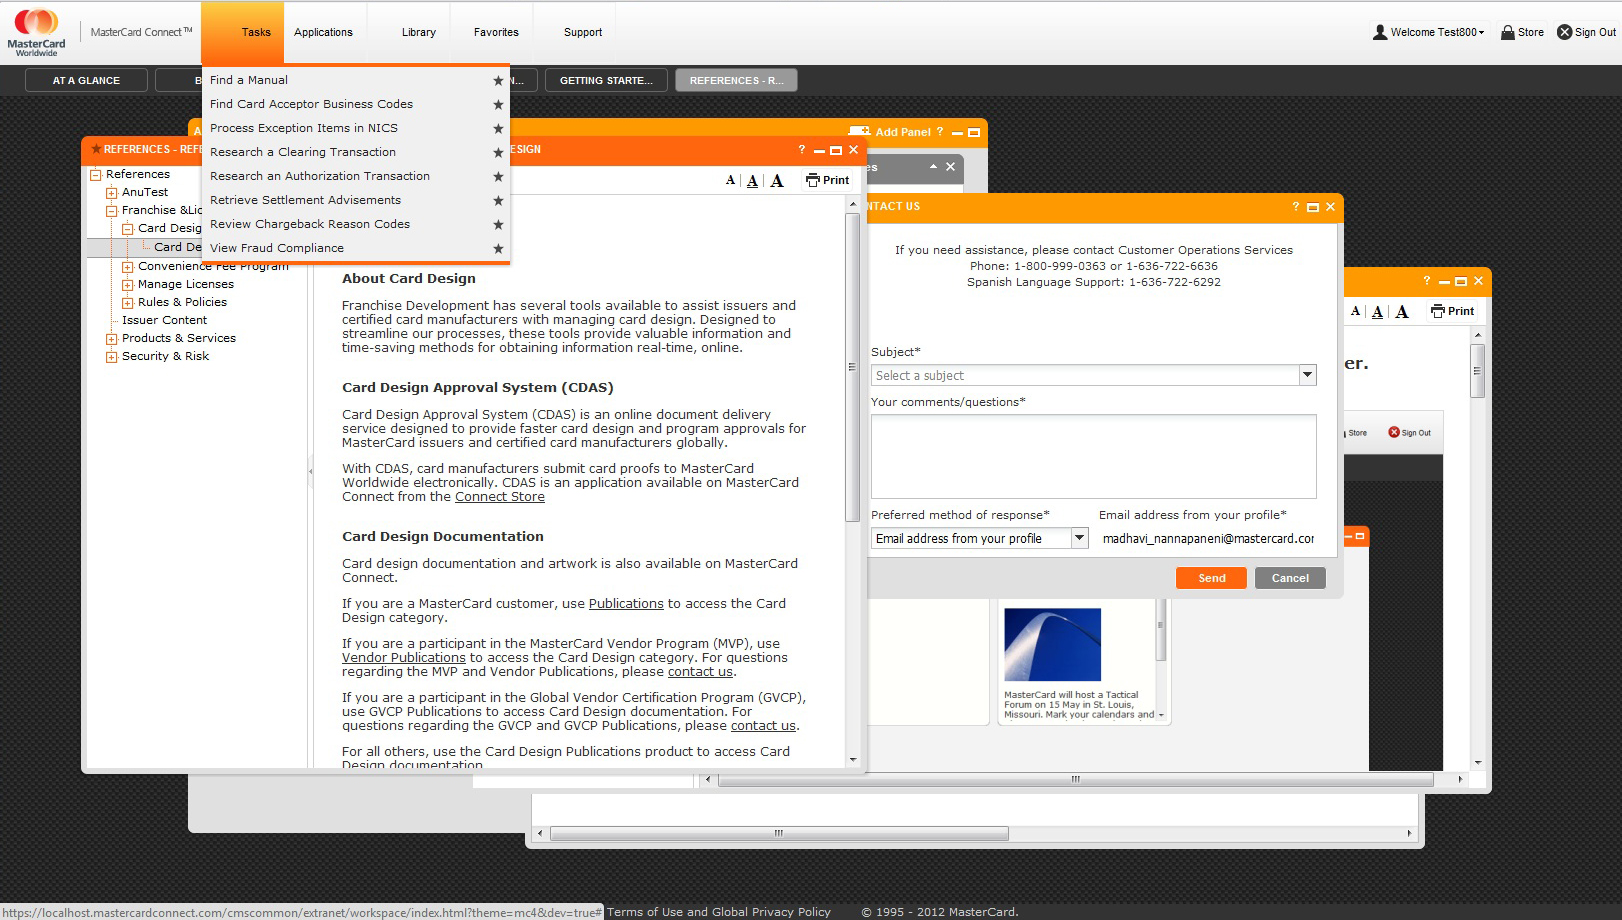 MasterCard
Worldwide
MasterCard Connect™
Tasks
Applications
Library
Favorites
Support
Welcome Test800
Store
Sign Out
AT A GLANCE
B
N...
GETTING STARTE...
REFERENCES - R...
Find a Manual
Find Card Acceptor Business Codes
Process Exception Items in NICS
Research a Clearing Transaction
Research an Authorization Transaction
Retrieve Settlement Advisements
Review Chargeback Reason Codes
View Fraud Compliance
A
Add Panel ?
es
REFERENCES - REFE
ESIGN
?
References
AnuTest
Franchise &Lic
Card Desig
Card De
Convenience Fee Program
Manage Licenses
Rules & Policies
Issuer Content
Products & Services
Security & Risk
A | A | A
Print
About Card Design
Franchise Development has several tools available to assist issuers and
certified card manufacturers with managing card design. Designed to
streamline our processes, these tools provide valuable information and
time-saving methods for obtaining information real-time, online.
Card Design Approval System (CDAS)
Card Design Approval System (CDAS) is an online document delivery
service designed to provide faster card design and program approvals for
MasterCard issuers and certified card manufacturers globally.
With CDAS, card manufacturers submit card proofs to MasterCard
Worldwide electronically. CDAS is an application available on MasterCard
Connect from the Connect Store
Card Design Documentation
Card design documentation and artwork is also available on MasterCard
Connect.
If you are a MasterCard customer, use Publications to access the Card
Design category.
If you are a participant in the MasterCard Vendor Program (MVP), use
Vendor Publications to access the Card Design category. For questions
regarding the MVP and Vendor Publications, please contact us.
If you are a participant in the Global Vendor Certification Program (GVCP),
use GVCP Publications to access Card Design documentation. For
questions regarding the GVCP and GVCP Publications, please contact us.
For all others, use the Card Design Publications product to access Card
Design documentation
NTACT US
?
If you need assistance, please contact Customer Operations Services
Phone: 1-800-999-0363 or 1-636-722-6636
Spanish Language Support: 1-636-722-6292
Subject*
Select a subject
Your comments/questions*
Preferred method of response*
Email address from your profile*
Email address from your profile
madhavi_nannapaneni@mastercard.cor
Send
Cancel
?
A | A | A
Print
er.
Store
Sign Out
MasterCard will host a Tactical
Forum on 15 May in St. Louis,
Missouri. Mark your calendars and
https://localhost.mastercardconnect.com/cmscommon/extranet/workspace/index.html?theme=mc4&dev=true#
Terms of Use and Global Privacy Policy
© 1995 - 2012 MasterCard.